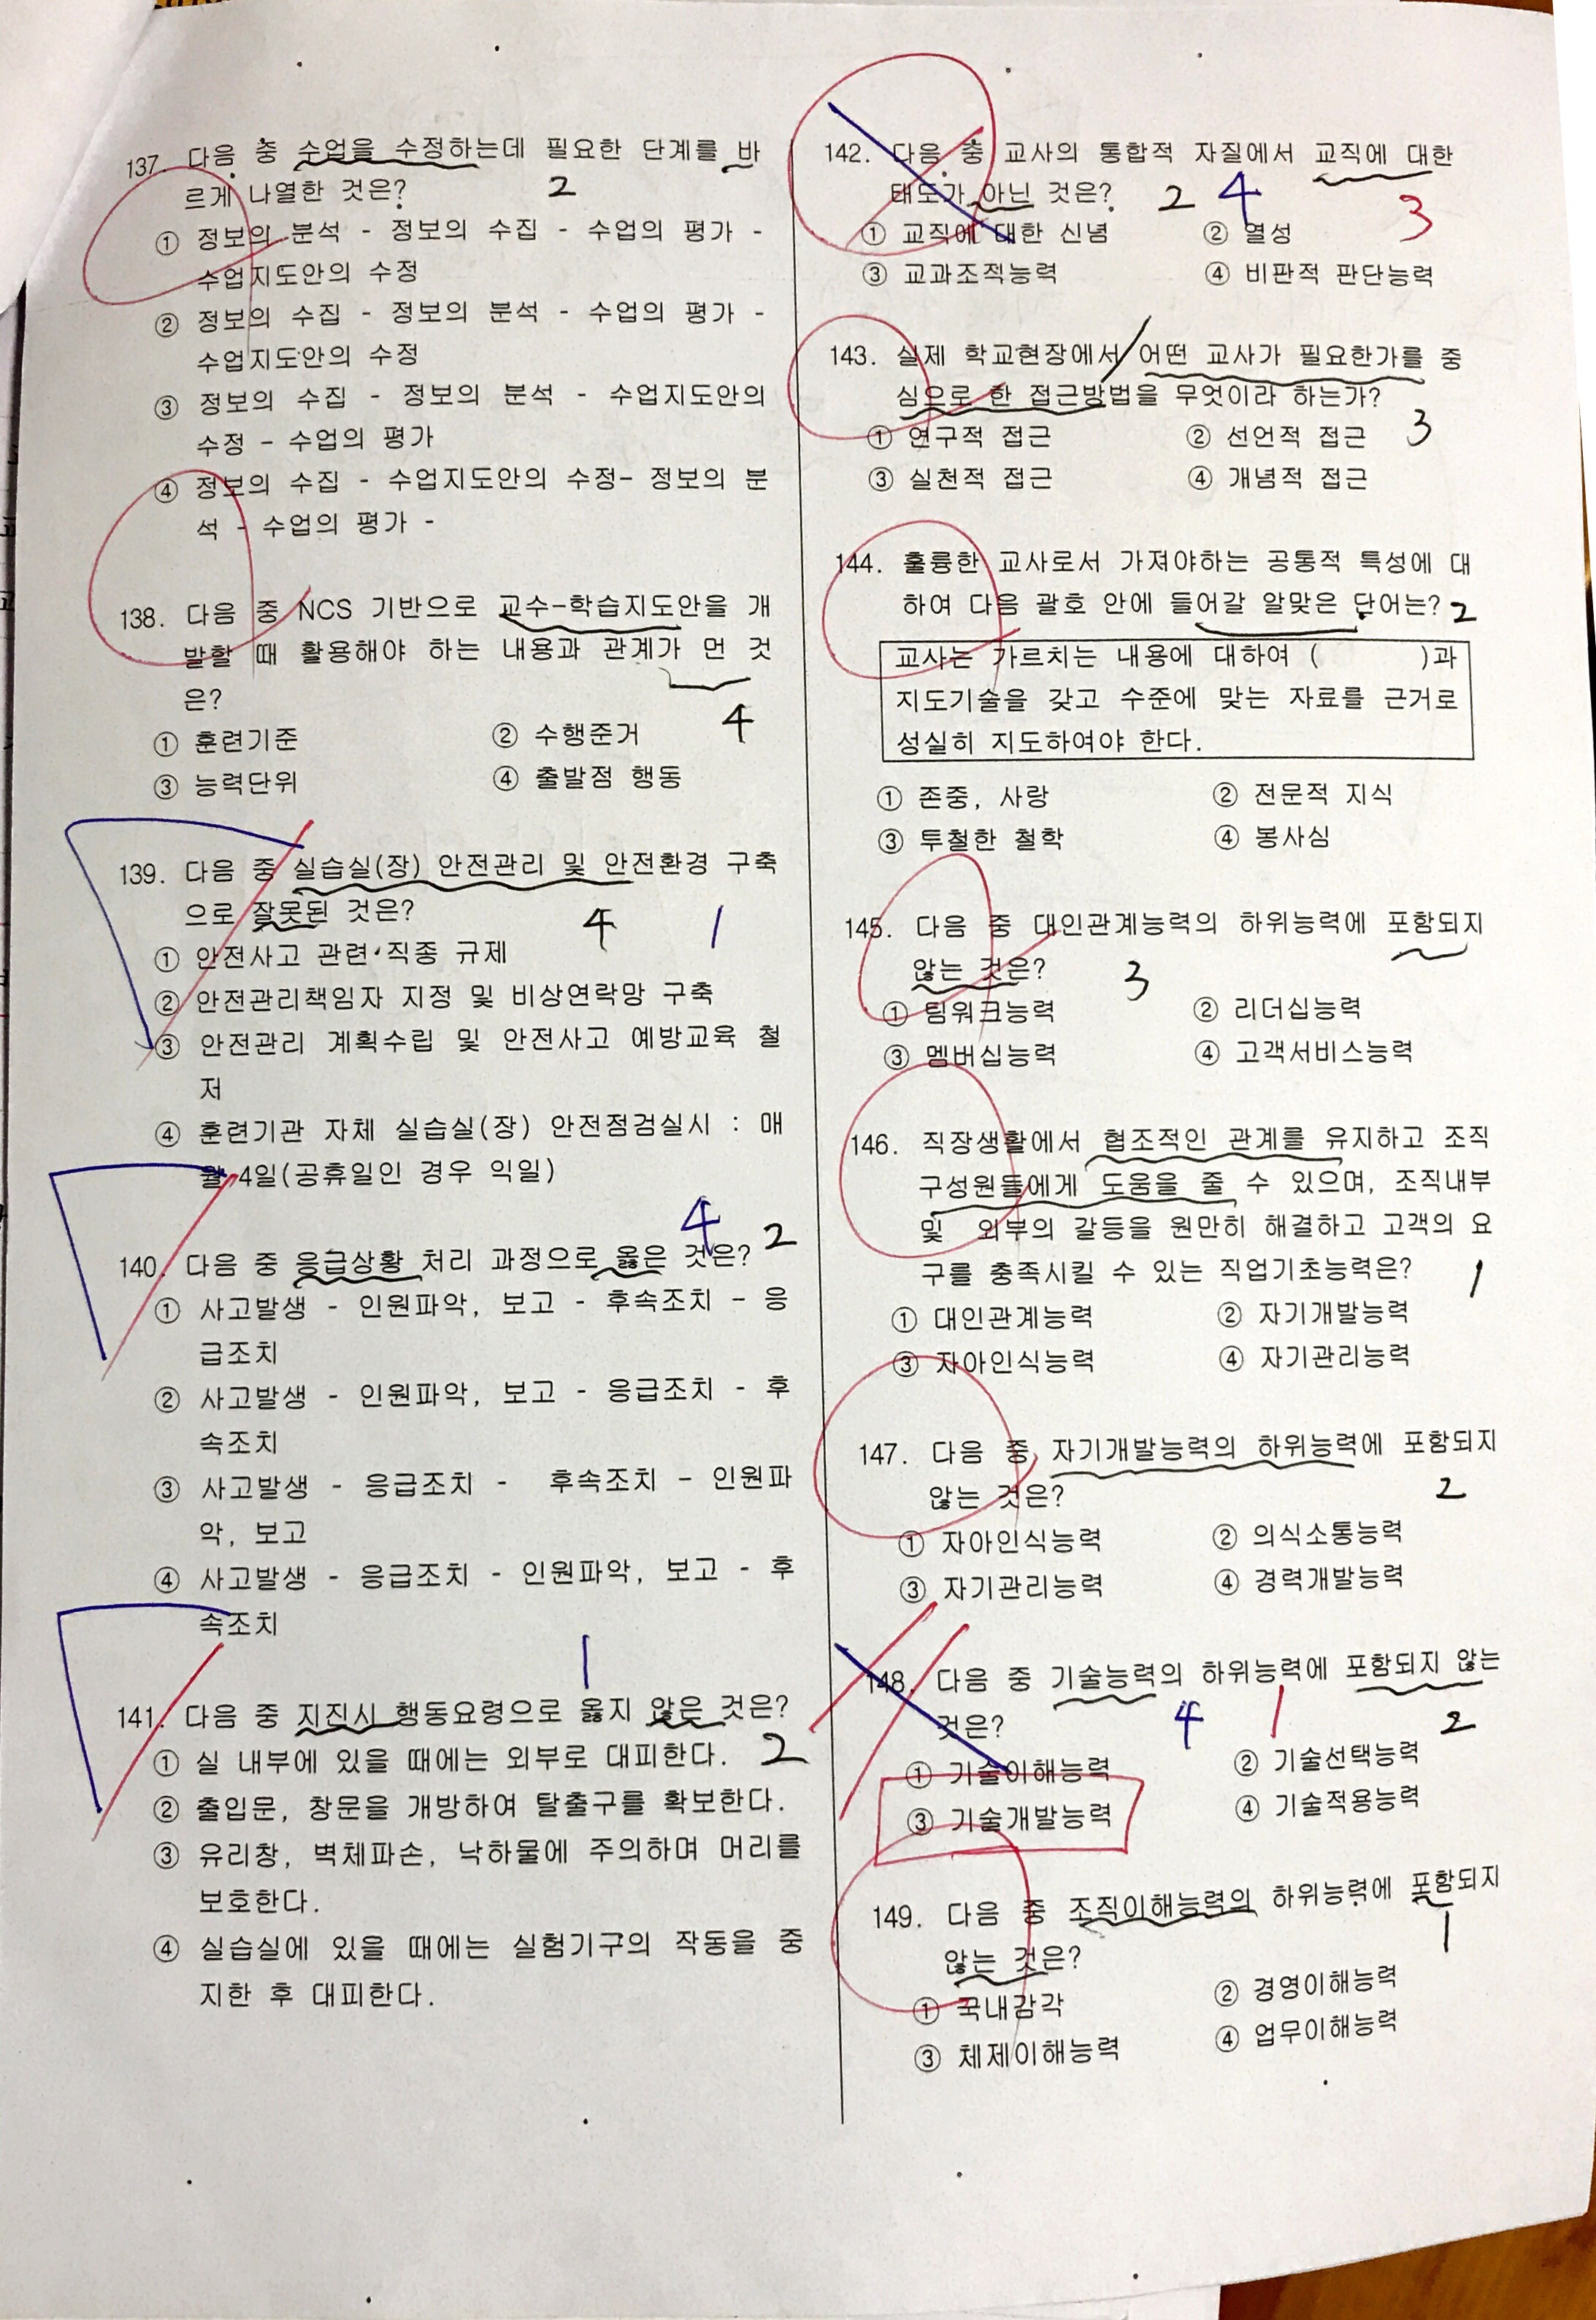 137. 다음 중 수업을 수정하는데 필요한 단계를 바
르게 나열한 것은? 2
① 정보의 분석 - 정보의 수집 - 수업의 평가 -
수업지도안의 수정
② 정보의 수집 - 정보의 분석 - 수업의 평가 -
수업지도안의 수정
③ 정보의 수집 - 정보의 분석 - 수업지도안의
수정 - 수업의 평가
④ 정보의 수집 - 수업지도안의 수정- 정보의 분
석 - 수업의 평가 -
138. 다음 중 NCS 기반으로 교수-학습지도안을 개
발할 때 활용해야 하는 내용과 관계가 먼 것
은? 4
① 훈련기준 ② 수행준거
③ 능력단위 ④ 출발점 행동
139. 다음 중 실습실(장) 안전관리 및 안전환경 구축
으로 잘못된 것은? 4 1
① 안전사고 관련 직종 규제
② 안전관리책임자 지정 및 비상연락망 구축
③ 안전관리 계획수립 및 안전사고 예방교육 철
저
④ 훈련기관 자체 실습실(장) 안전점검실시 : 매
월 4일(공휴일인 경우 익일)
4 2
140. 다음 중 응급상황 처리 과정으로 옳은 것은?
① 사고발생 - 인원파악, 보고 - 후속조치 - 응
급조치
② 사고발생 - 인원파악, 보고 - 응급조치 - 후
속조치
③ 사고발생 - 응급조치 - 후속조치 - 인원파
악, 보고
④ 사고발생 - 응급조치 - 인원파악, 보고 - 후
속조치
1
141. 다음 중 지진시 행동요령으로 옳지 않은 것은?
① 실 내부에 있을 때에는 외부로 대피한다. 2
② 출입문, 창문을 개방하여 탈출구를 확보한다.
③ 유리창, 벽체파손, 낙하물에 주의하며 머리를
보호한다.
④ 실습실에 있을 때에는 실험기구의 작동을 중
지한 후 대피한다.
142. 다음 중 교사의 통합적 자질에서 교직에 대한
태도가 아닌 것은? 2 4 3
① 교직에 대한 신념 ② 열성
③ 교과조직능력 ④ 비판적 판단능력
143. 실제 학교현장에서 어떤 교사가 필요한가를 중
심으로 한 접근방법을 무엇이라 하는가? 3
① 연구적 접근 ② 선언적 접근
③ 실천적 접근 ④ 개념적 접근
144. 훌륭한 교사로서 가져야하는 공통적 특성에 대
하여 다음 괄호 안에 들어갈 알맞은 단어는? 2
교사는 가르치는 내용에 대하여 ( )과
지도기술을 갖고 수준에 맞는 자료를 근거로
성실히 지도하여야 한다.
① 존중, 사랑 ② 전문적 지식
③ 투철한 철학 ④ 봉사심
145. 다음 중 대인관계능력의 하위능력에 포함되지
않는 것은? 3
① 팀워크능력 ② 리더십능력
③ 멤버십능력 ④ 고객서비스능력
146. 직장생활에서 협조적인 관계를 유지하고 조직
구성원들에게 도움을 줄 수 있으며, 조직내부
및 외부의 갈등을 원만히 해결하고 고객의 요
구를 충족시킬 수 있는 직업기초능력은? 1
① 대인관계능력 ② 자기개발능력
③ 자아인식능력 ④ 자기관리능력
147. 다음 중 자기개발능력의 하위능력에 포함되지
않는 것은? 2
① 자아인식능력 ② 의식소통능력
③ 자기관리능력 ④ 경력개발능력
148. 다음 중 기술능력의 하위능력에 포함되지 않는
것은? 4 1 2
① 기술이해능력 ② 기술선택능력
③ 기술개발능력 ④ 기술적용능력
149. 다음 중 조직이해능력의 하위능력에 포함되지
않는 것은? 1
① 국내감각 ② 경영이해능력
③ 체제이해능력 ④ 업무이해능력